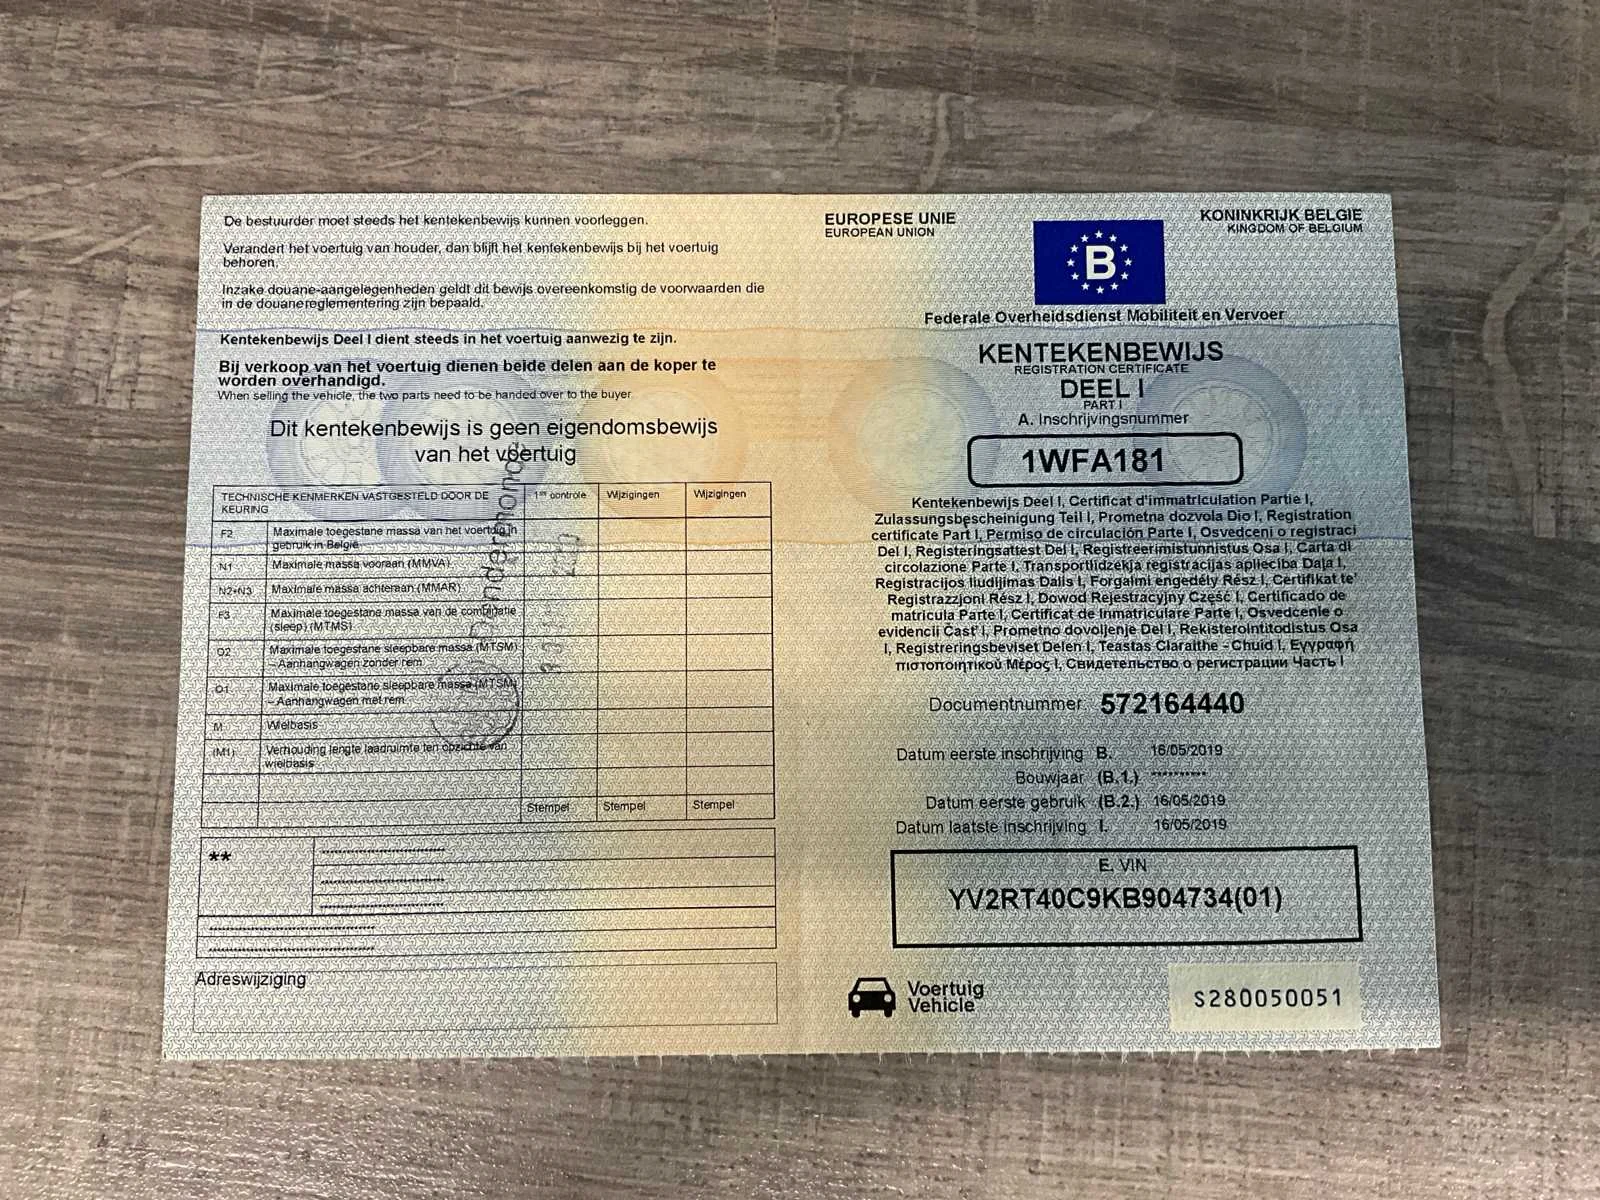 De bestuurder moet steeds het kentekenbewijs kunnen voorleggen.
Verandert het voertuig van houder, dan blijft het kentekenbewijs bij het voertuig
behoren.
Inzake douane-aangelegenheden geldt dit bewijs overeenkomstig de voorwaarden die
in de douanereglementering zijn bepaald.
Kentekenbewijs Deel I dient steeds in het voertuig aanwezig te zijn.
Bij verkoop van het voertuig dienen beide delen aan de koper te
worden overhandigd.
When selling the vehicle, the two parts need to be handed over to the buyer
Dit kentekenbewijs is geen eigendomsbewijs
van het voertuig
TECHNISCHE KENMERKEN VASTGESTELD DOOR DE
KEURING
1ste controle
Wijzigingen
Wijzigingen
F2 Maximale toegestane massa van het voertuig in
gebruik in België
N1 Maximale massa vooraan (MMVA)
N2+N3 Maximale massa achteraan (MMAR)
F3 Maximale toegestane massa van de combinatie
(sleep) (MTMS)
O2 Maximale toegestane sleepbare massa (MTSM)
– Aanhangwagen zonder rem
O1 Maximale toegestane sleepbare massa (MTSM)
– Aanhangwagen met rem
M Wielbasis
(M1) Verhouding lengte laadruimte ten opzichte van
wielbasis
Stempel Stempel Stempel
Dendermonde
**
Adreswijziging
EUROPESE UNIE
EUROPEAN UNION
B
KONINKRIJK BELGIE
KINGDOM OF BELGIUM
Federale Overheidsdienst Mobiliteit en Vervoer
KENTEKENBEWIJS
REGISTRATION CERTIFICATE
DEEL I
PART I
A. Inschrijvingsnummer
1WFA181
Kentekenbewijs Deel I, Certificat d'immatriculation Partie I,
Zulassungsbescheinigung Teil I, Prometna dozvola Dio I, Registration
certificate Part I, Permiso de circulación Parte I, Osvedceni o registraci
Del I, Registeringsattest Del I, Registreerimistunnistus Osa I, Carta di
circolazione Parte I, Transportlidzekja registracijas aplieciba Daļa I,
Registracijos liudijimas Dalis I, Forgalmi engedély Rész I, Certifikat te'
Registrazzjoni Rész I, Dowod Rejestracyjny Część I, Certificado de
matricula Parte I, Certificat de Inmatriculare Parte I, Osvedcenie o
evidencii Časť I, Prometno dovoljenje Del I, Rekisterointitodistus Osa
I, Registreringsbeviset Delen I, Teastas Claraithe - Chuid I, Εγγραφή
πιστοποιητικού Μέρος I, Свидетельство о регистрации Часть I
Documentnummer: 572164440
Datum eerste inschrijving B. 16/05/2019
Bouwjaar (B.1.) **********
Datum eerste gebruik (B.2.) 16/05/2019
Datum laatste inschrijving I. 16/05/2019
E. VIN
YV2RT40C9KB904734(01)
Voertuig
Vehicle
S280050051